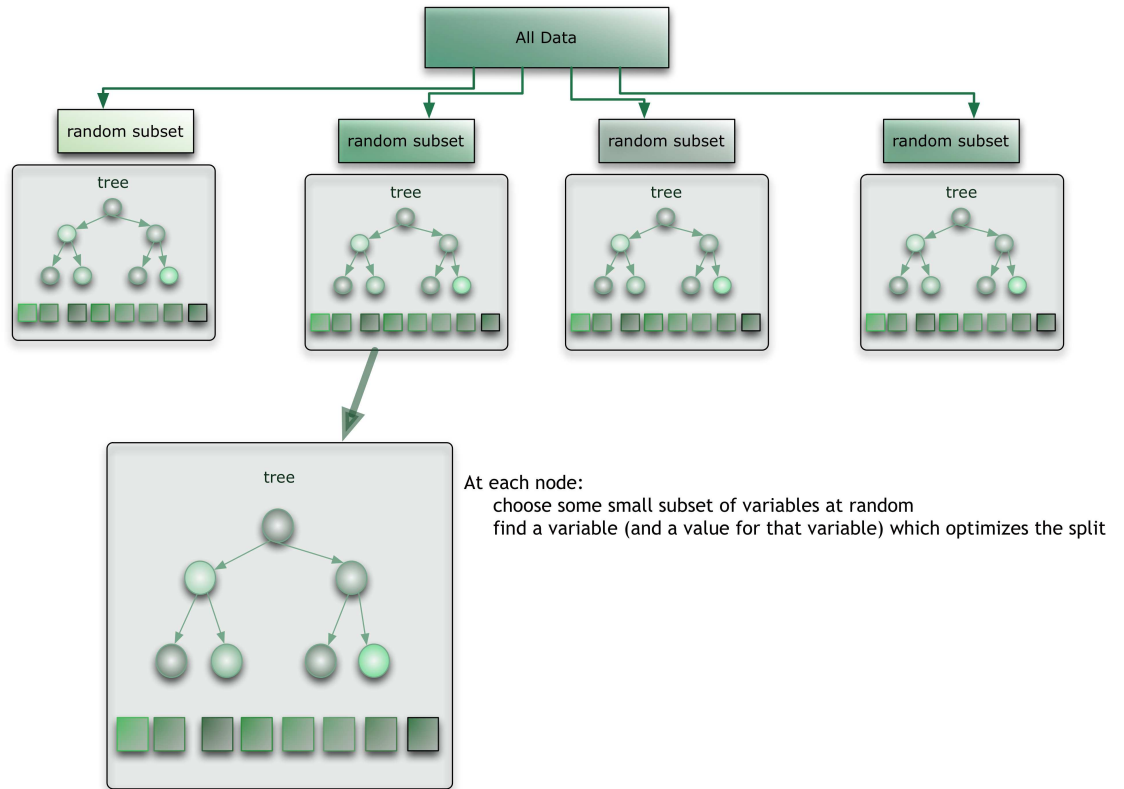 All Data
random subset
random subset
random subset
random subset
tree
tree
tree
tree
tree
At each node:
choose some small subset of variables at random
find a variable (and a value for that variable) which optimizes the split